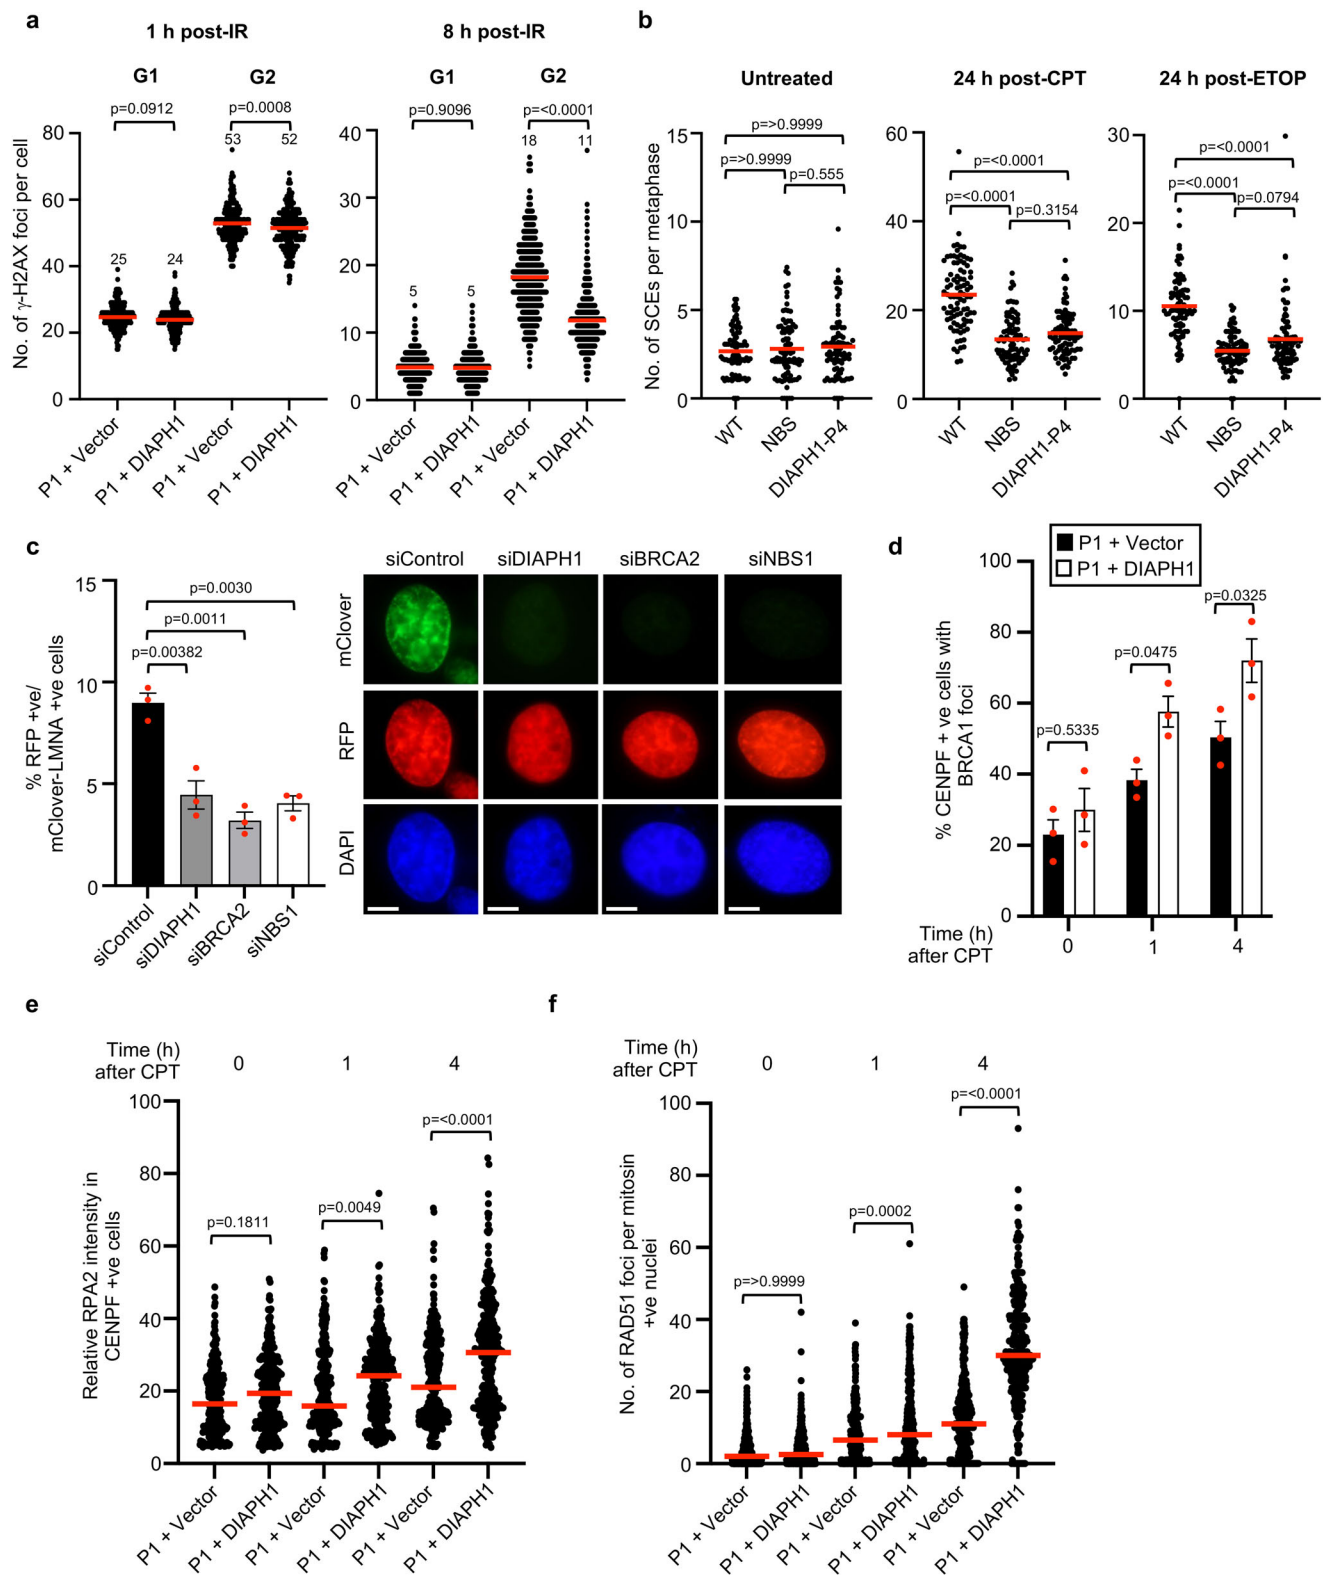 a
1 h post-IR
8 h post-IR
G1
G2
G1
G2
p=0.0912
p=0.0008
p=0.9096
p=<0.0001
No. of γ-H2AX foci per cell
80
60
40
20
0
25
24
53
52
40
30
20
10
0
5
5
18
11
P1 + Vector
P1 + DIAPH1
P1 + Vector
P1 + DIAPH1
P1 + Vector
P1 + DIAPH1
P1 + Vector
P1 + DIAPH1
b
Untreated
24 h post-CPT
24 h post-ETOP
No. of SCEs per metaphase
15
10
5
0
p=>0.9999
p=>0.9999
p=0.555
60
40
20
0
p=<0.0001
p=<0.0001
p=0.3154
30
20
10
0
p=<0.0001
p=<0.0001
p=0.0794
WT
NBS
DIAPH1-P4
WT
NBS
DIAPH1-P4
WT
NBS
DIAPH1-P4
c
% RFP +ve/
mClover-LMNA +ve cells
15
10
5
0
p=0.0030
p=0.0011
p=0.00382
siControl
siDIAPH1
siBRCA2
siNBS1
siControl
siDIAPH1
siBRCA2
siNBS1
mClover
RFP
DAPI
d
P1 + Vector
P1 + DIAPH1
% CENPF + ve cells with
BRCA1 foci
100
80
60
40
20
0
p=0.5335
p=0.0475
p=0.0325
Time (h)
after CPT
0
1
4
e
Time (h)
after CPT
0
1
4
Relative RPA2 intensity in
CENPF +ve cells
100
80
60
40
20
0
p=0.1811
p=0.0049
p=<0.0001
P1 + Vector
P1 + DIAPH1
P1 + Vector
P1 + DIAPH1
P1 + Vector
P1 + DIAPH1
f
Time (h)
after CPT
0
1
4
No. of RAD51 foci per mitosin
+ve nuclei
100
80
60
40
20
0
p=>0.9999
p=0.0002
p=<0.0001
P1 + Vector
P1 + DIAPH1
P1 + Vector
P1 + DIAPH1
P1 + Vector
P1 + DIAPH1